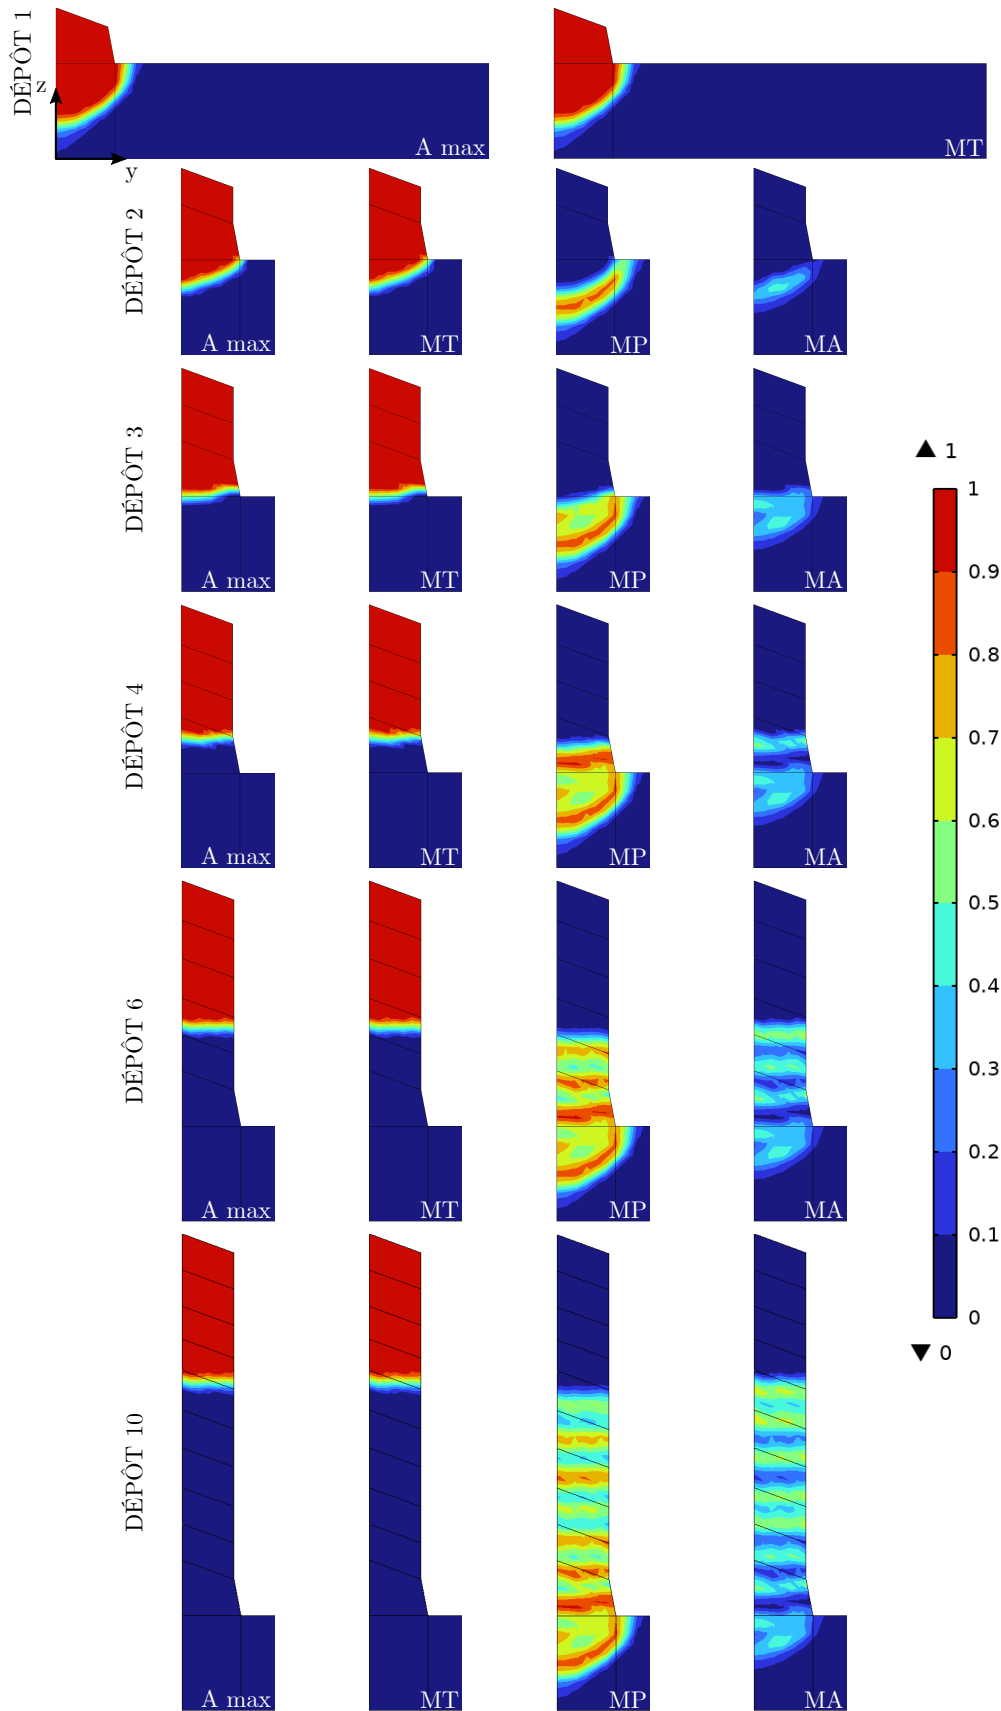 DÉPÔT 1
z
y
A max
MT
DÉPÔT 2
A max
MT
MP
MA
DÉPÔT 3
A max
MT
MP
MA
DÉPÔT 4
A max
MT
MP
MA
DÉPÔT 6
A max
MT
MP
MA
DÉPÔT 10
A max
MT
MP
MA
▲ 1
1
0.9
0.8
0.7
0.6
0.5
0.4
0.3
0.2
0.1
0
▼ 0